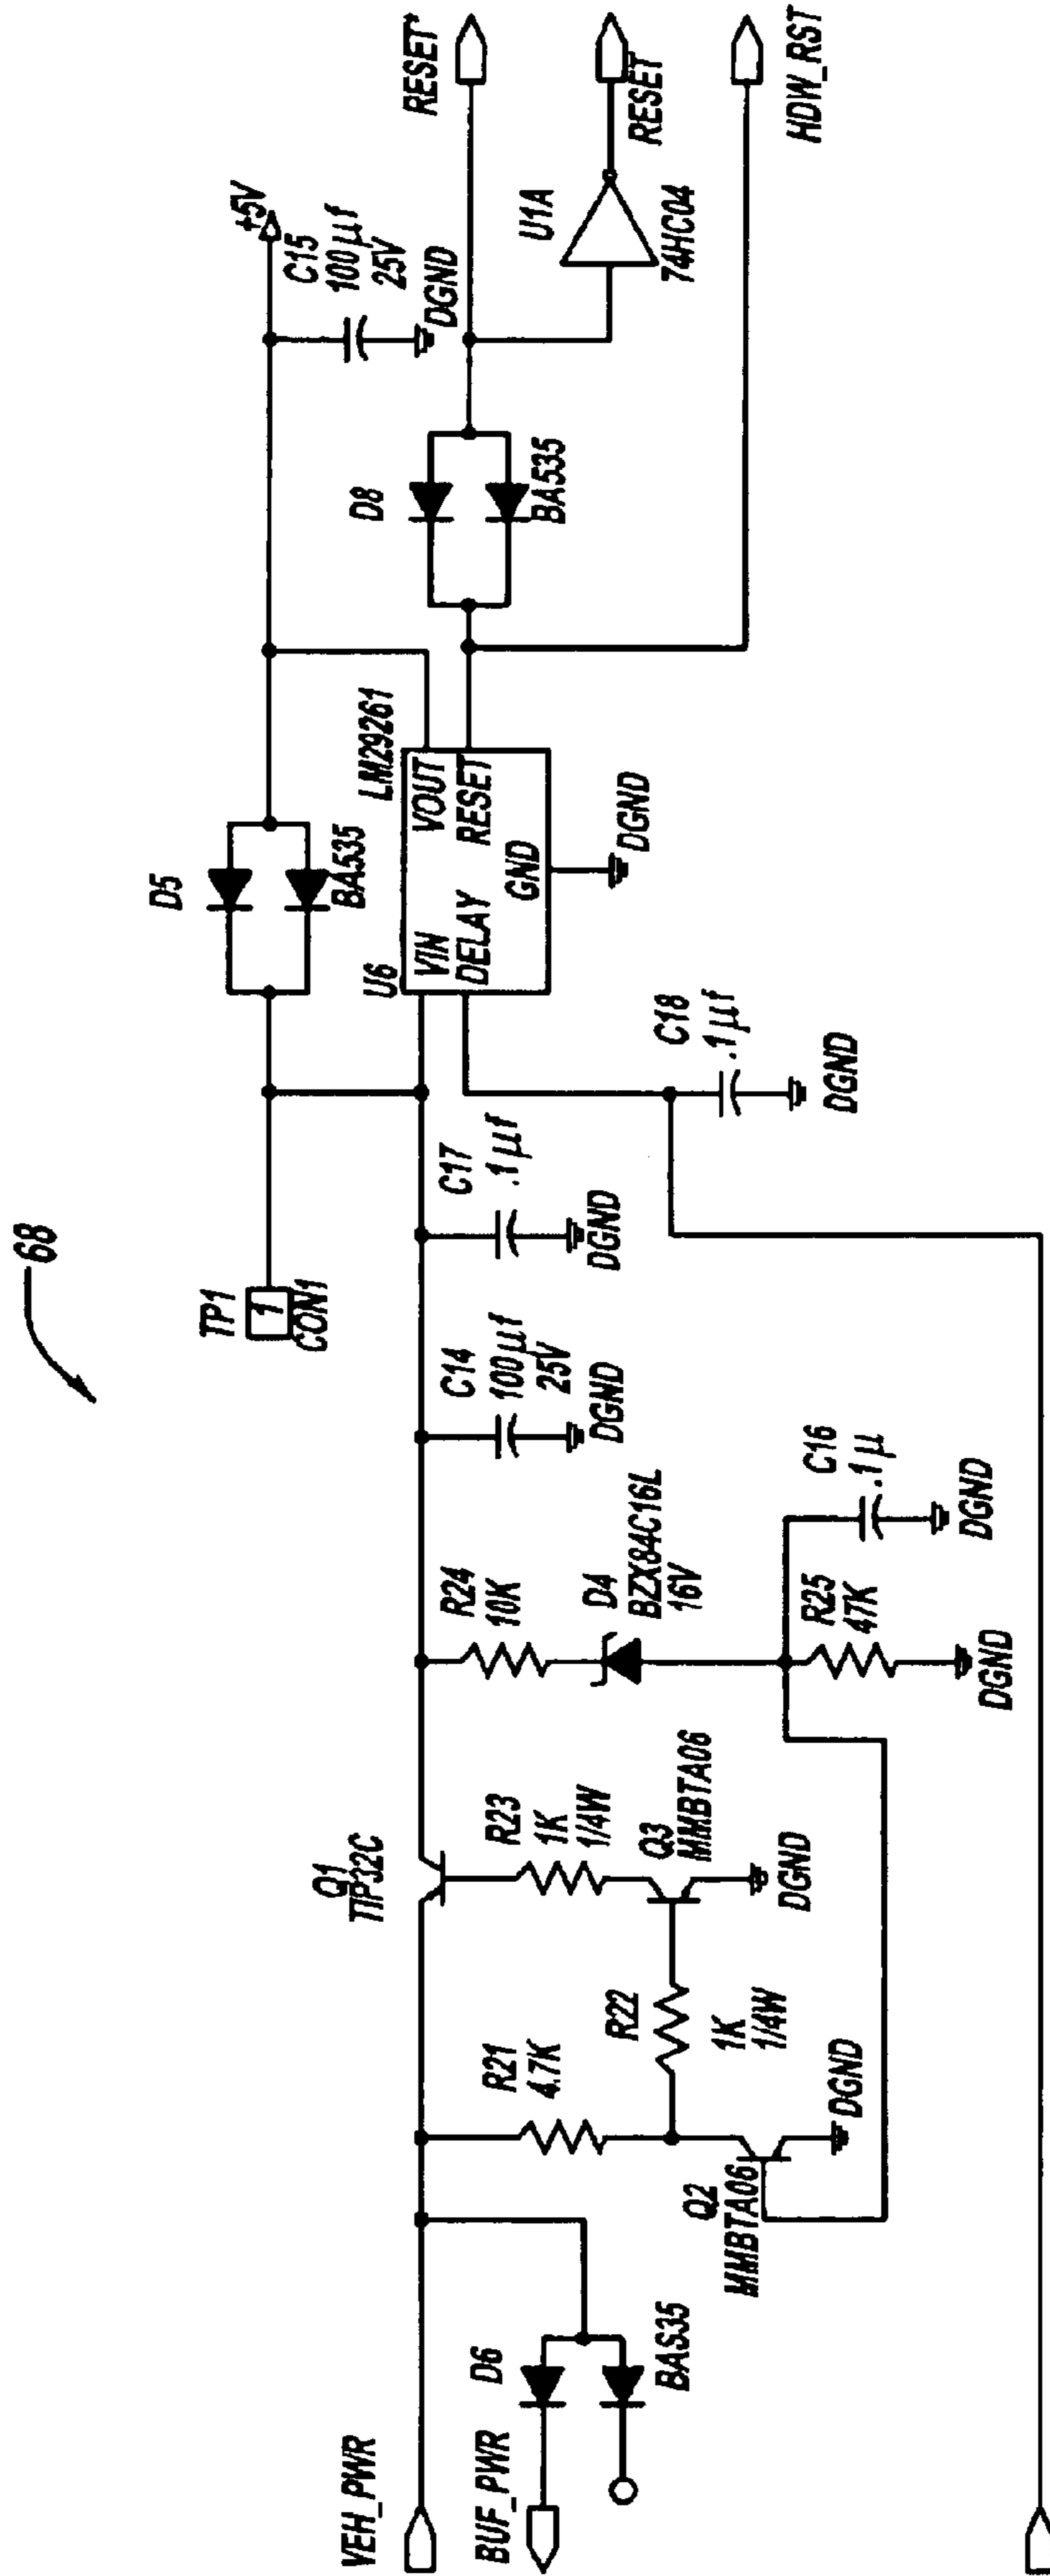 68
VEH_PWR
BUF_PWR
D6
BAS35
R21
4.7K
Q2
MMBTA06
DGND
R22
1K
1/4W
Q1
TIP32C
R23
1K
1/4W
Q3
MMBTA06
DGND
R24
10K
D4
BZX84C16L
16V
R25
47K
DGND
C16
.1µ
DGND
C14
100µf
25V
DGND
C17
.1µf
DGND
TP1
1
CON1
C18
.1µf
DGND
D5
BA535
U6
LM29261
VIN
VOUT
DELAY
RESET
GND
DGND
D8
BA535
+5V
C15
100µf
25V
DGND
RESET*
U1A
74HC04
RESET
HDW_RST